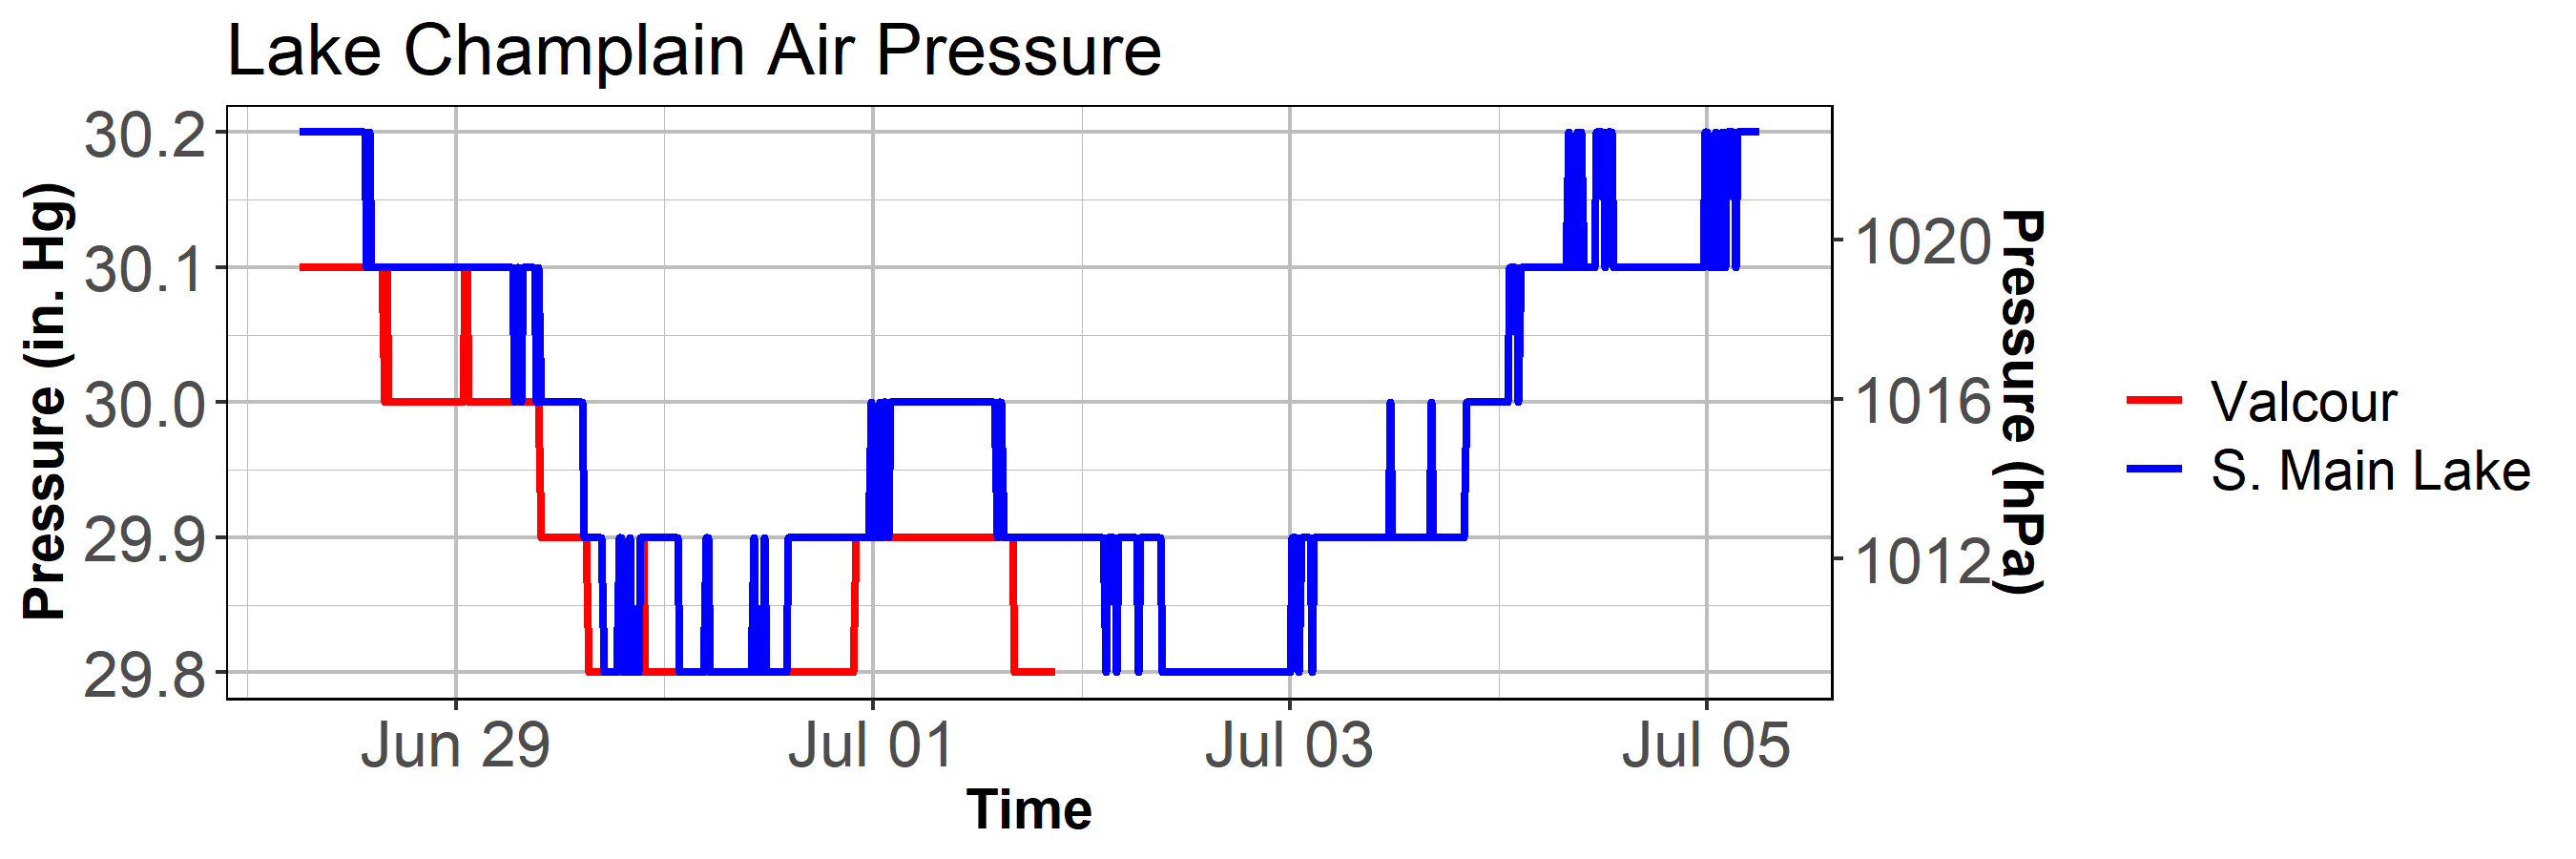 Lake Champlain Air Pressure
Pressure (in. Hg)
30.2
30.1
30.0
29.9
29.8
1020
1016
1012
Pressure (hPa)
Valcour
S. Main Lake
Jun 29
Jul 01
Jul 03
Jul 05
Time